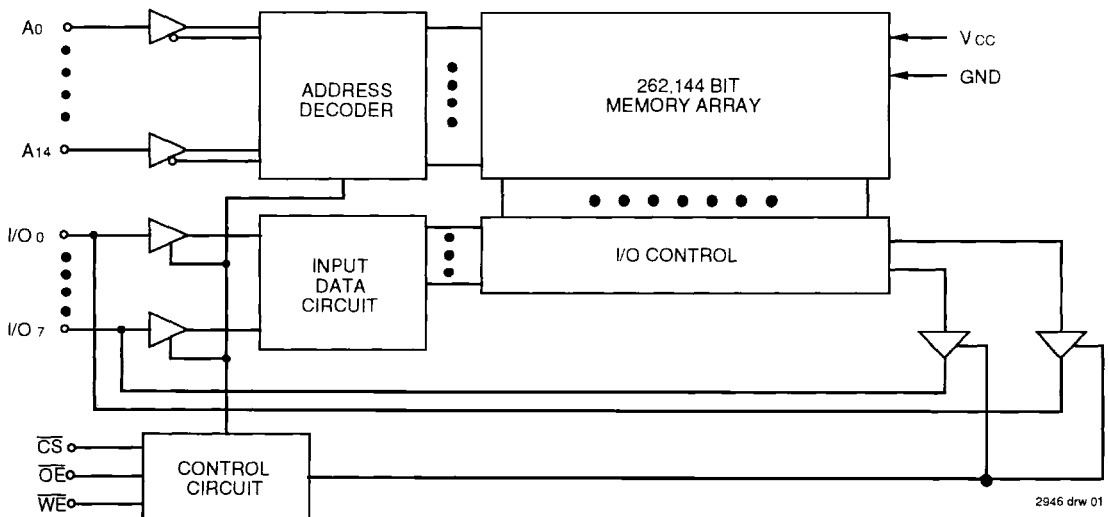 A0
ADDRESS
DECODER
262,144 BIT
MEMORY ARRAY
VCC
GND
A14
I/O 0
INPUT
DATA
CIRCUIT
I/O CONTROL
I/O 7
CS
OE
WE
CONTROL
CIRCUIT
2946 drw 01